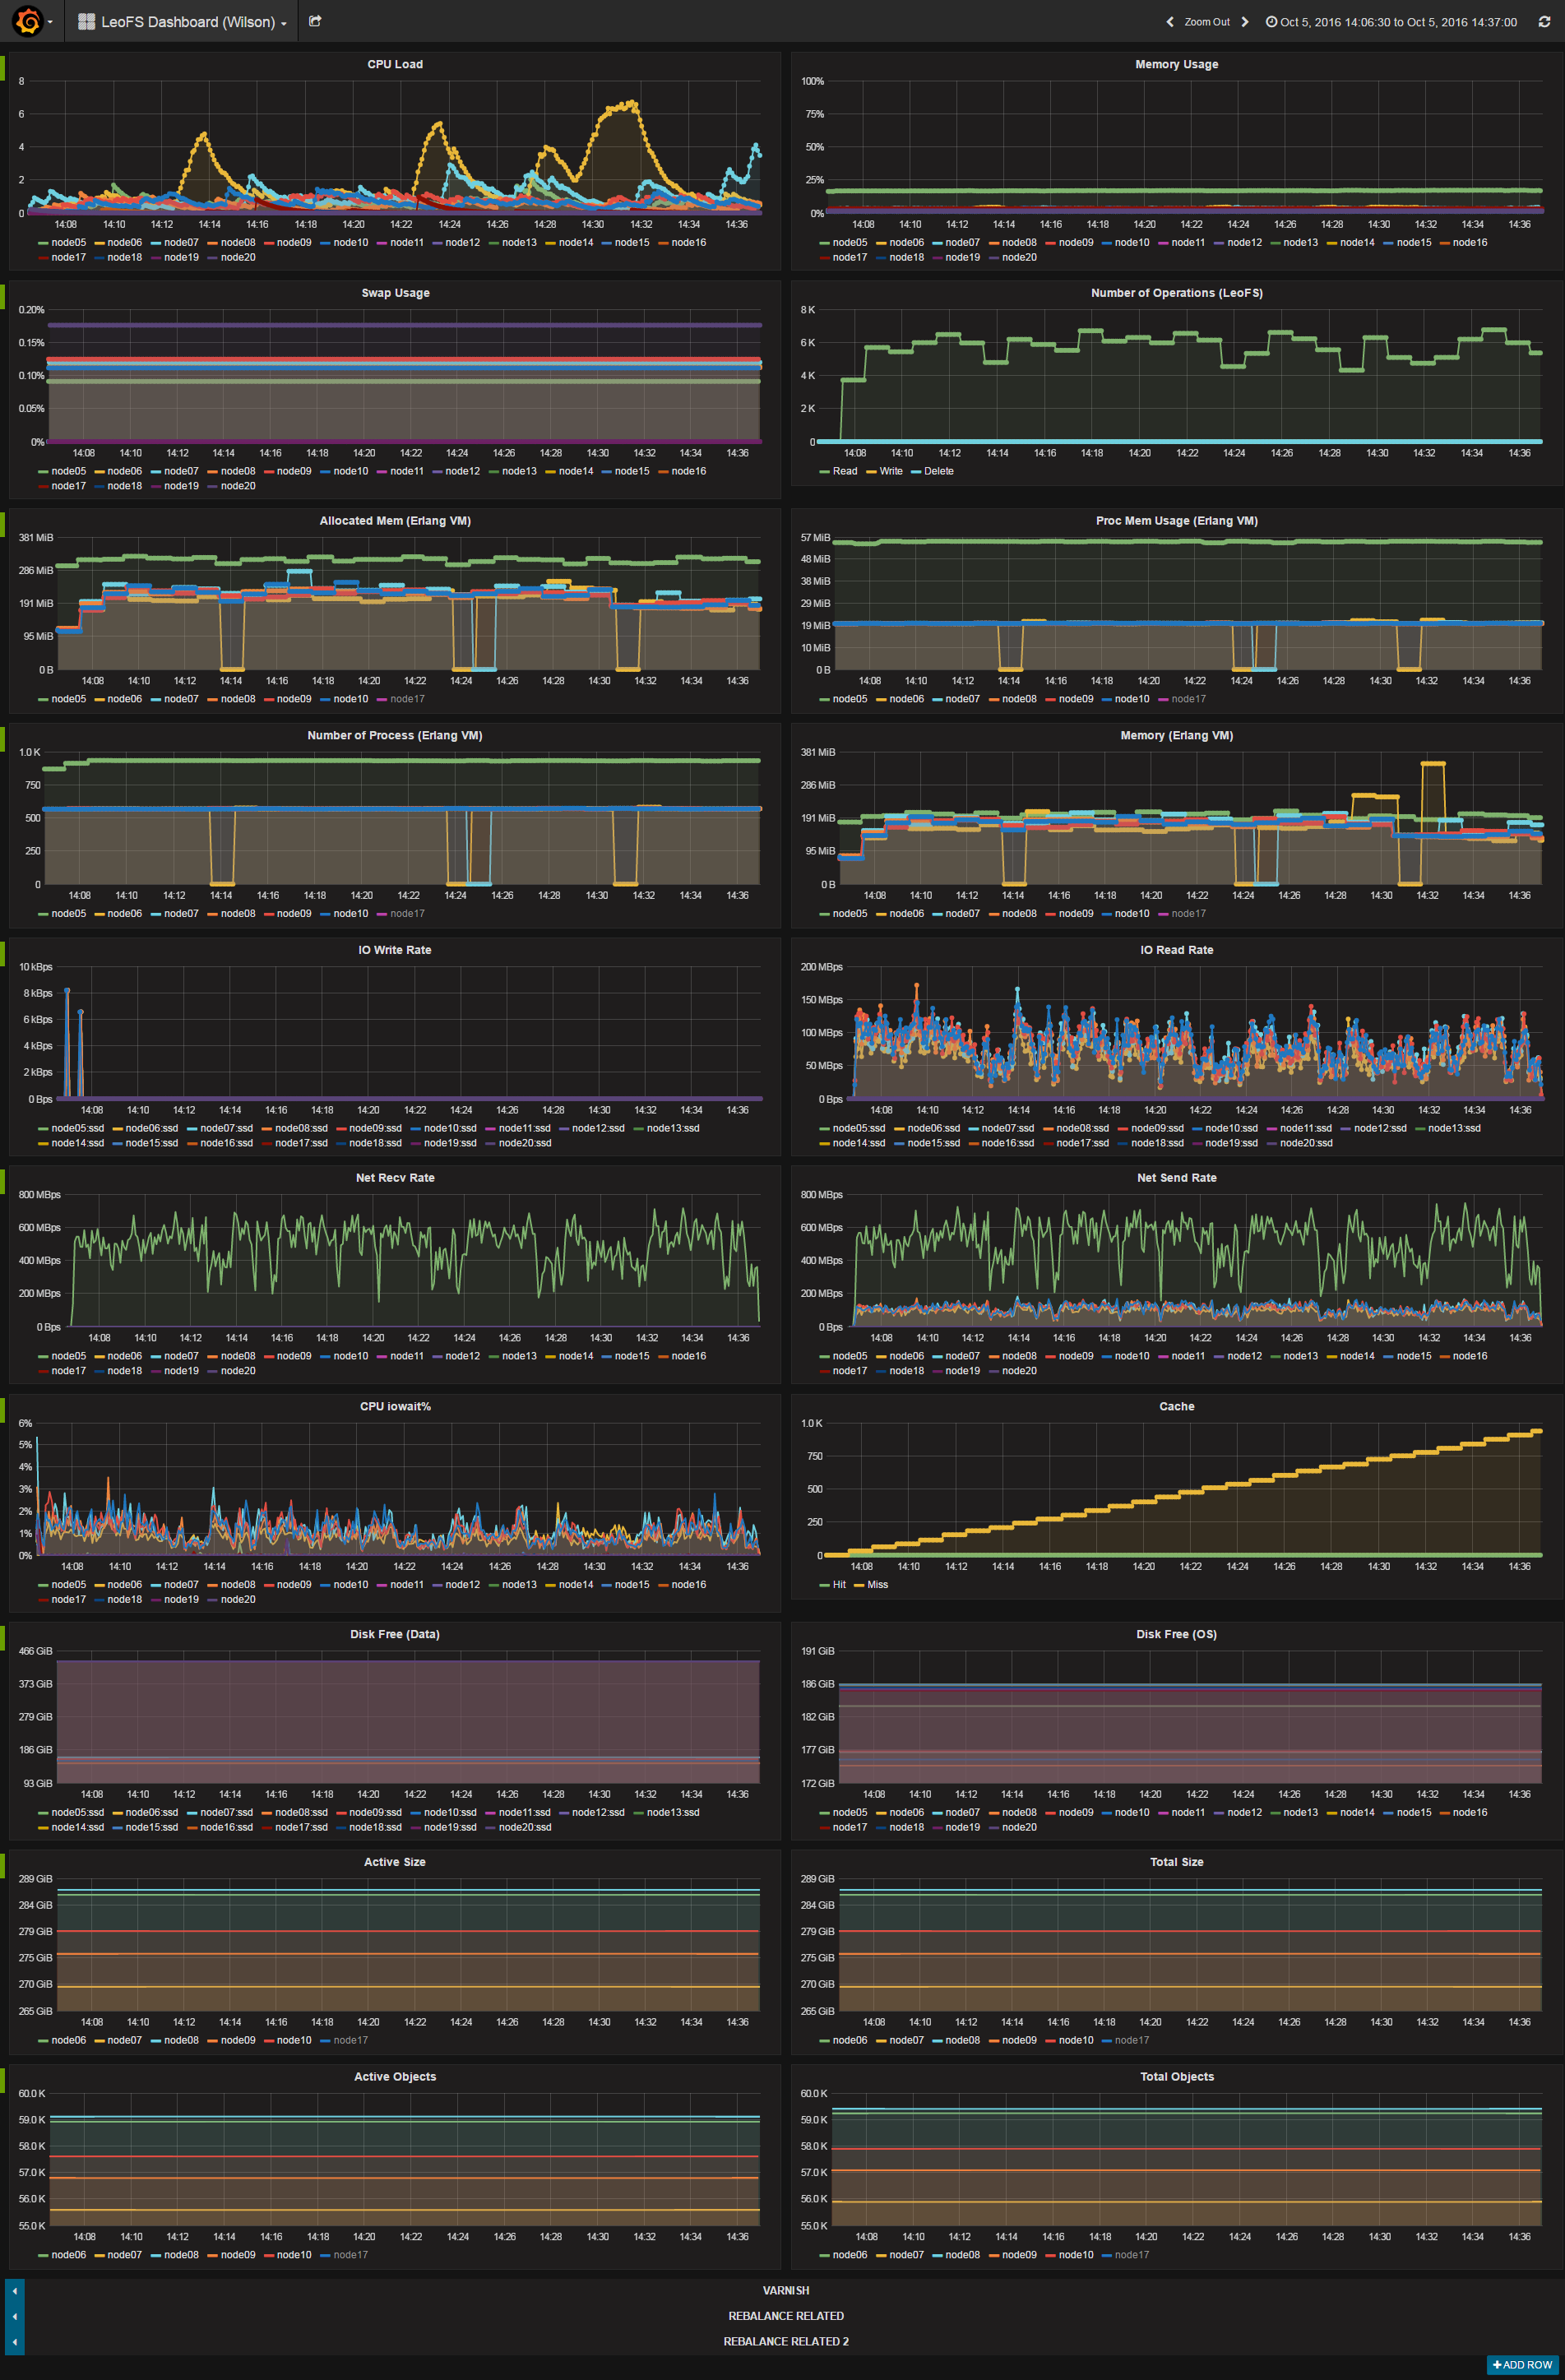 LeoFS Dashboard (Wilson)
Zoom Out
Oct 5, 2016 14:06:30 to Oct 5, 2016 14:37:00
CPU Load
8
6
4
2
0
14:08 14:10 14:12 14:14 14:16 14:18 14:20 14:22 14:24 14:26 14:28 14:30 14:32 14:34 14:36
node05 node06 node07 node08 node09 node10 node11 node12 node13 node14 node15 node16
node17 node18 node19 node20
Memory Usage
100%
75%
50%
25%
0%
14:08 14:10 14:12 14:14 14:16 14:18 14:20 14:22 14:24 14:26 14:28 14:30 14:32 14:34 14:36
node05 node06 node07 node08 node09 node10 node11 node12 node13 node14 node15 node16
node17 node18 node19 node20
Swap Usage
0.20%
0.15%
0.10%
0.05%
0%
14:08 14:10 14:12 14:14 14:16 14:18 14:20 14:22 14:24 14:26 14:28 14:30 14:32 14:34 14:36
node05 node06 node07 node08 node09 node10 node11 node12 node13 node14 node15 node16
node17 node18 node19 node20
Number of Operations (LeoFS)
8 K
6 K
4 K
2 K
0
14:08 14:10 14:12 14:14 14:16 14:18 14:20 14:22 14:24 14:26 14:28 14:30 14:32 14:34 14:36
Read Write Delete
Allocated Mem (Erlang VM)
381 MiB
286 MiB
191 MiB
95 MiB
0 B
14:08 14:10 14:12 14:14 14:16 14:18 14:20 14:22 14:24 14:26 14:28 14:30 14:32 14:34 14:36
node05 node06 node07 node08 node09 node10 node17
Proc Mem Usage (Erlang VM)
57 MiB
48 MiB
38 MiB
29 MiB
19 MiB
10 MiB
0 B
14:08 14:10 14:12 14:14 14:16 14:18 14:20 14:22 14:24 14:26 14:28 14:30 14:32 14:34 14:36
node05 node06 node07 node08 node09 node10 node17
Number of Process (Erlang VM)
1.0 K
750
500
250
0
14:08 14:10 14:12 14:14 14:16 14:18 14:20 14:22 14:24 14:26 14:28 14:30 14:32 14:34 14:36
node05 node06 node07 node08 node09 node10 node17
Memory (Erlang VM)
381 MiB
286 MiB
191 MiB
95 MiB
0 B
14:08 14:10 14:12 14:14 14:16 14:18 14:20 14:22 14:24 14:26 14:28 14:30 14:32 14:34 14:36
node05 node06 node07 node08 node09 node10 node17
IO Write Rate
10 kBps
8 kBps
6 kBps
4 kBps
2 kBps
0 Bps
14:08 14:10 14:12 14:14 14:16 14:18 14:20 14:22 14:24 14:26 14:28 14:30 14:32 14:34 14:36
node05:ssd node06:ssd node07:ssd node08:ssd node09:ssd node10:ssd node11:ssd node12:ssd node13:ssd
node14:ssd node15:ssd node16:ssd node17:ssd node18:ssd node19:ssd node20:ssd
IO Read Rate
200 MBps
150 MBps
100 MBps
50 MBps
0 Bps
14:08 14:10 14:12 14:14 14:16 14:18 14:20 14:22 14:24 14:26 14:28 14:30 14:32 14:34 14:36
node05:ssd node06:ssd node07:ssd node08:ssd node09:ssd node10:ssd node11:ssd node12:ssd node13:ssd
node14:ssd node15:ssd node16:ssd node17:ssd node18:ssd node19:ssd node20:ssd
Net Recv Rate
800 MBps
600 MBps
400 MBps
200 MBps
0 Bps
14:08 14:10 14:12 14:14 14:16 14:18 14:20 14:22 14:24 14:26 14:28 14:30 14:32 14:34 14:36
node05 node06 node07 node08 node09 node10 node11 node12 node13 node14 node15 node16
node17 node18 node19 node20
Net Send Rate
800 MBps
600 MBps
400 MBps
200 MBps
0 Bps
14:08 14:10 14:12 14:14 14:16 14:18 14:20 14:22 14:24 14:26 14:28 14:30 14:32 14:34 14:36
node05 node06 node07 node08 node09 node10 node11 node12 node13 node14 node15 node16
node17 node18 node19 node20
CPU iowait%
6%
5%
4%
3%
2%
1%
0%
14:08 14:10 14:12 14:14 14:16 14:18 14:20 14:22 14:24 14:26 14:28 14:30 14:32 14:34 14:36
node05 node06 node07 node08 node09 node10 node11 node12 node13 node14 node15 node16
node17 node18 node19 node20
Cache
1.0 K
750
500
250
0
14:08 14:10 14:12 14:14 14:16 14:18 14:20 14:22 14:24 14:26 14:28 14:30 14:32 14:34 14:36
Hit Miss
Disk Free (Data)
466 GiB
373 GiB
279 GiB
186 GiB
93 GiB
14:08 14:10 14:12 14:14 14:16 14:18 14:20 14:22 14:24 14:26 14:28 14:30 14:32 14:34 14:36
node05:ssd node06:ssd node07:ssd node08:ssd node09:ssd node10:ssd node11:ssd node12:ssd node13:ssd
node14:ssd node15:ssd node16:ssd node17:ssd node18:ssd node19:ssd node20:ssd
Disk Free (OS)
191 GiB
186 GiB
182 GiB
177 GiB
172 GiB
14:08 14:10 14:12 14:14 14:16 14:18 14:20 14:22 14:24 14:26 14:28 14:30 14:32 14:34 14:36
node05 node06 node07 node08 node09 node10 node11 node12 node13 node14 node15 node16
node17 node18 node19 node20
Active Size
289 GiB
284 GiB
279 GiB
275 GiB
270 GiB
265 GiB
14:08 14:10 14:12 14:14 14:16 14:18 14:20 14:22 14:24 14:26 14:28 14:30 14:32 14:34 14:36
node06 node07 node08 node09 node10 node17
Total Size
289 GiB
284 GiB
279 GiB
275 GiB
270 GiB
265 GiB
14:08 14:10 14:12 14:14 14:16 14:18 14:20 14:22 14:24 14:26 14:28 14:30 14:32 14:34 14:36
node06 node07 node08 node09 node10 node17
Active Objects
60.0 K
59.0 K
58.0 K
57.0 K
56.0 K
55.0 K
14:08 14:10 14:12 14:14 14:16 14:18 14:20 14:22 14:24 14:26 14:28 14:30 14:32 14:34 14:36
node06 node07 node08 node09 node10 node17
Total Objects
60.0 K
59.0 K
58.0 K
57.0 K
56.0 K
55.0 K
14:08 14:10 14:12 14:14 14:16 14:18 14:20 14:22 14:24 14:26 14:28 14:30 14:32 14:34 14:36
node06 node07 node08 node09 node10 node17
VARNISH
REBALANCE RELATED
REBALANCE RELATED 2
ADD ROW